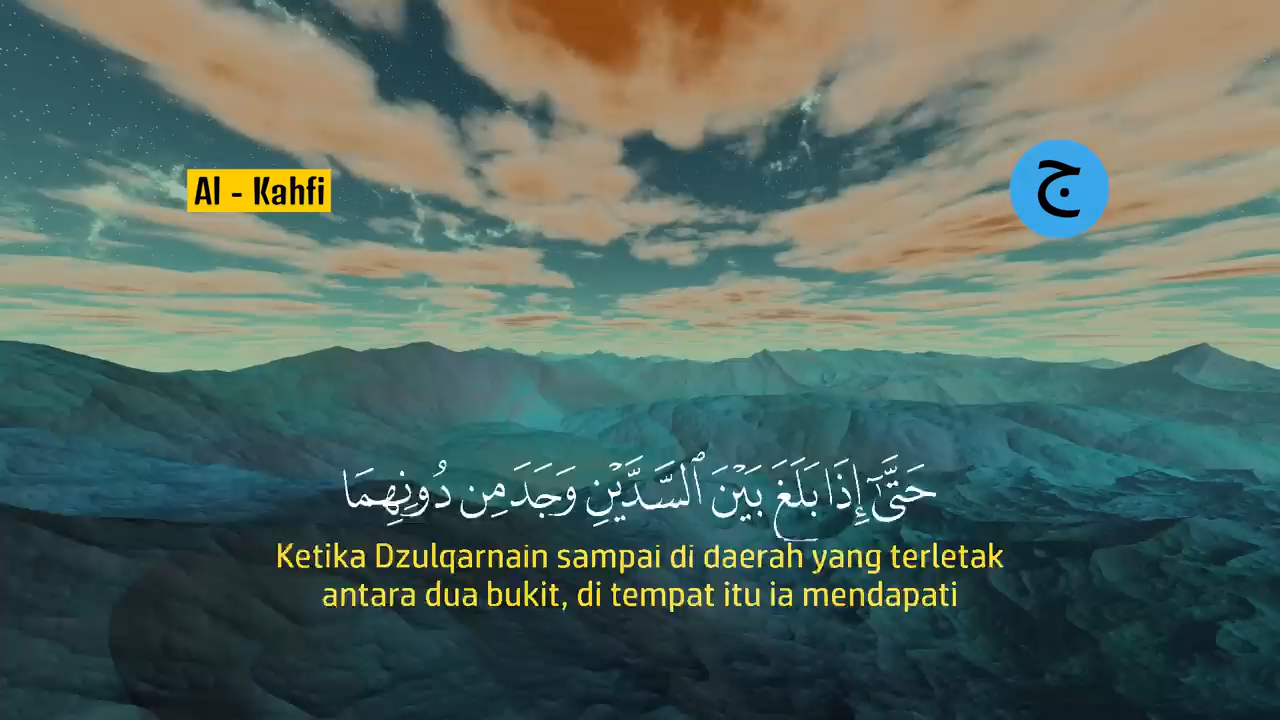 Al - Kahfi
ج
حَتَّىٰٓ إِذَا بَلَغَ بَيْنَ ٱلسَّدَّيْنِ وَجَدَ مِن دُونِهِمَا
Ketika Dzulqarnain sampai di daerah yang terletak
antara dua bukit, di tempat itu ia mendapati